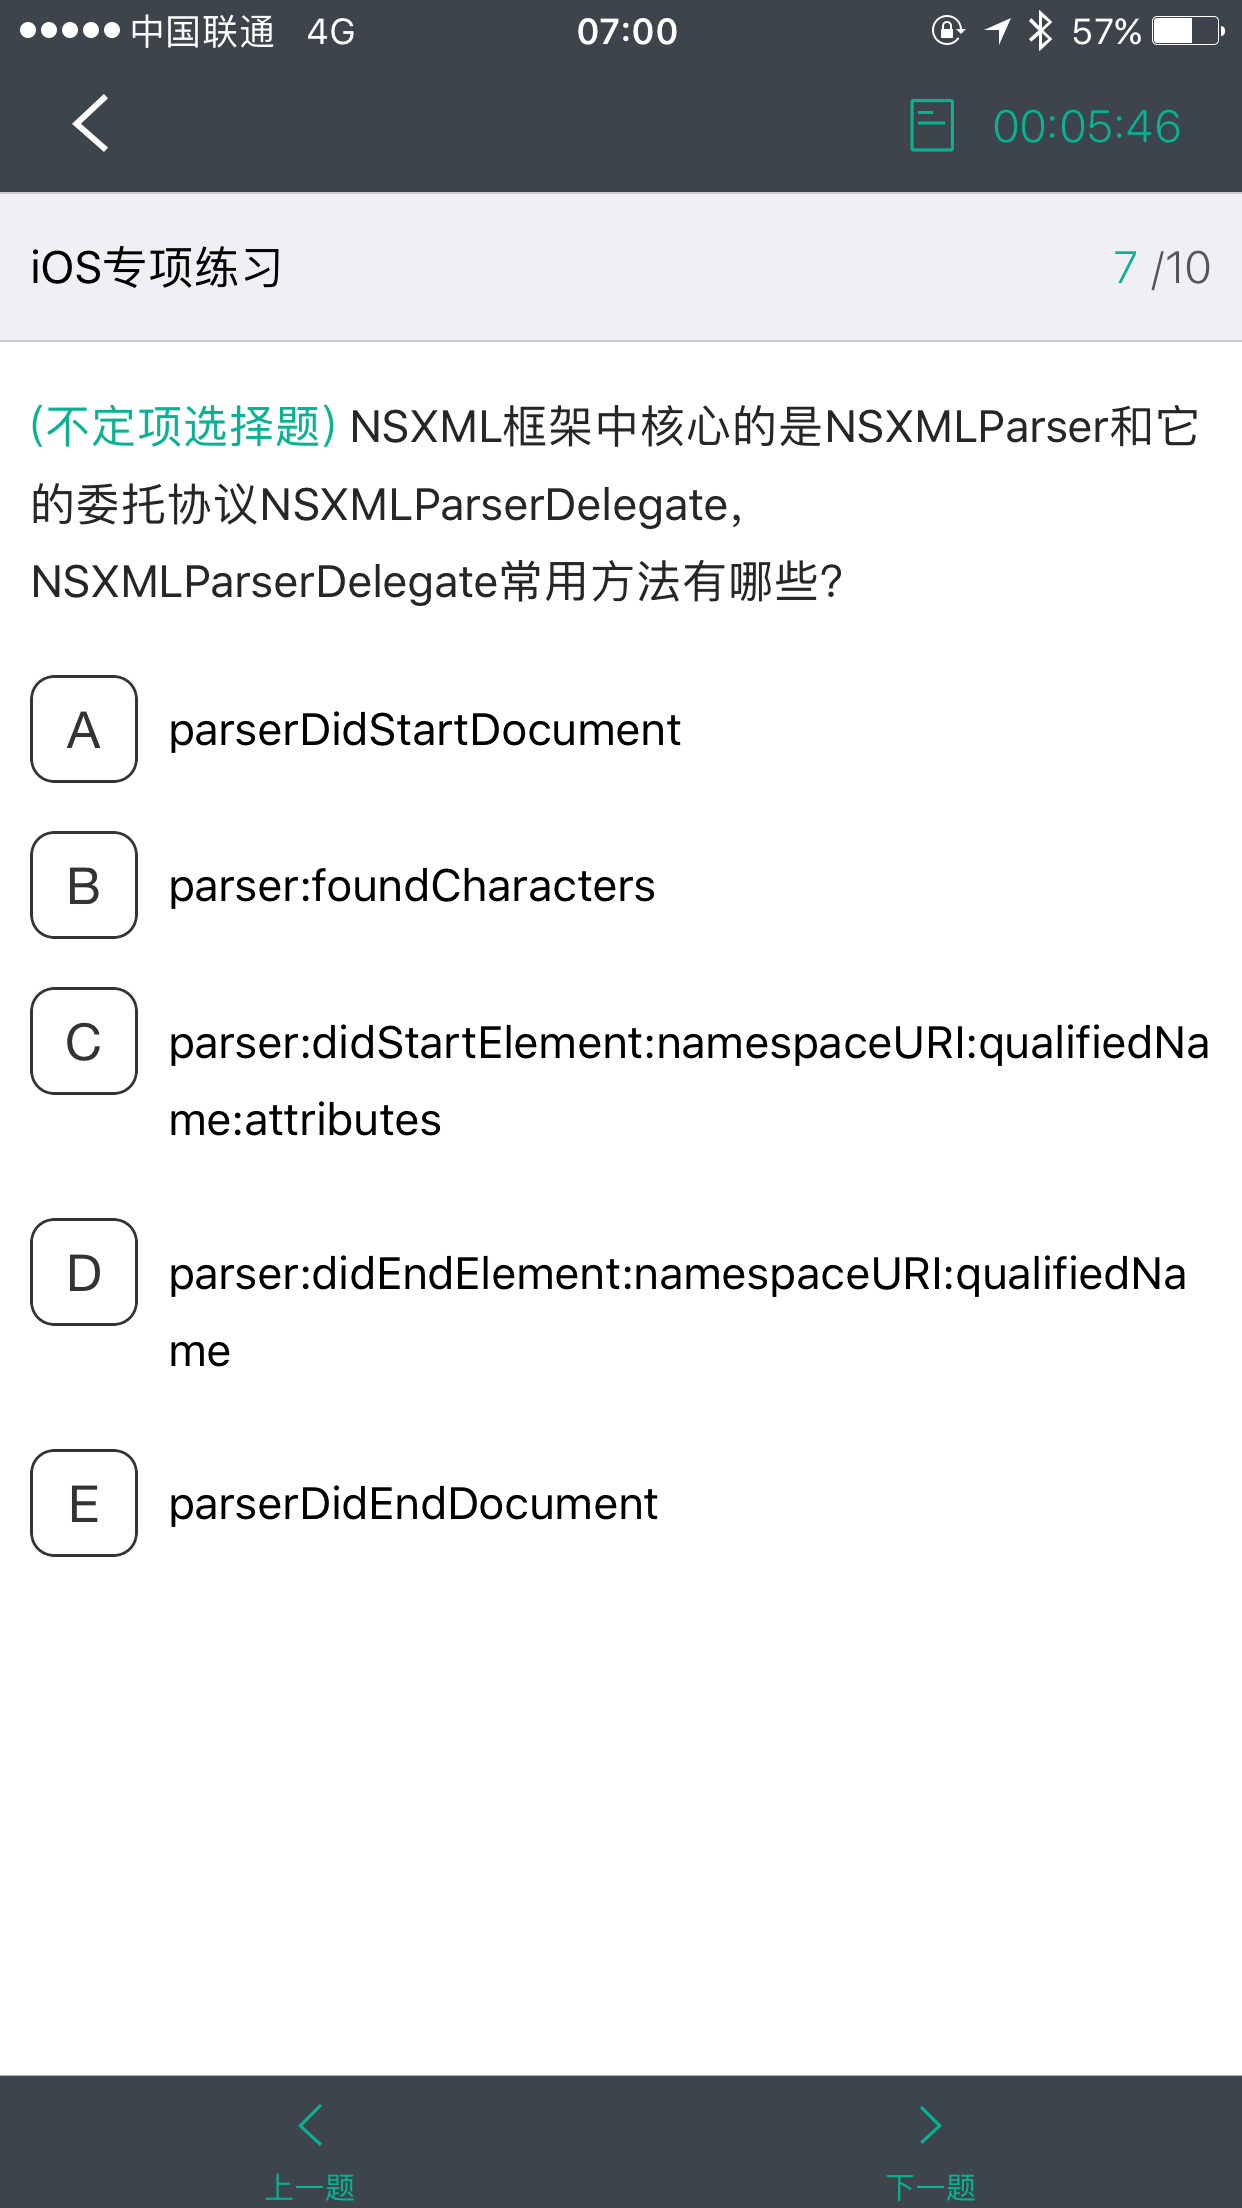 中国联通 4G 07:00 57%
00:05:46
iOS专项练习 7 /10
(不定项选择题) NSXML框架中核心的是NSXMLParser和它
的委托协议NSXMLParserDelegate,
NSXMLParserDelegate常用方法有哪些?
A parserDidStartDocument
B parser:foundCharacters
C parser:didStartElement:namespaceURI:qualifiedNa
me:attributes
D parser:didEndElement:namespaceURI:qualifiedNa
me
E parserDidEndDocument
上一题 下一题